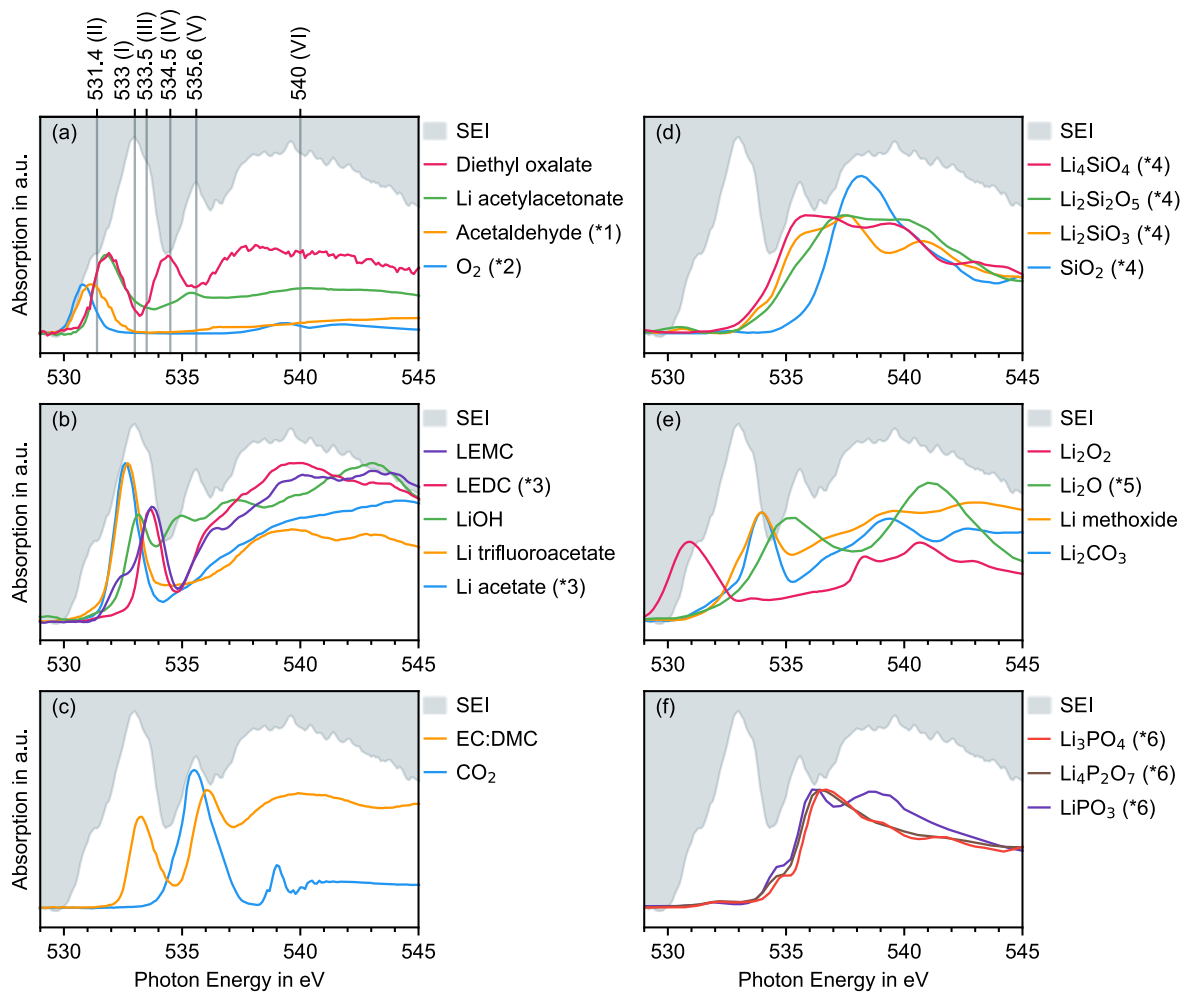 531.4 (II)
533 (I)
533.5 (III)
534.5 (IV)
535.6 (V)
540 (VI)
Absorption in a.u.
(a)
530 535 540 545
SEI
Diethyl oxalate
Li acetylacetonate
Acetaldehyde (*1)
O₂ (*2)
(d)
530 535 540 545
SEI
Li₄SiO₄ (*4)
Li₂Si₂O₅ (*4)
Li₂SiO₃ (*4)
SiO₂ (*4)
Absorption in a.u.
(b)
530 535 540 545
SEI
LEMC
LEDC (*3)
LiOH
Li trifluoroacetate
Li acetate (*3)
(e)
530 535 540 545
SEI
Li₂O₂
Li₂O (*5)
Li methoxide
Li₂CO₃
Absorption in a.u.
(c)
530 535 540 545
Photon Energy in eV
SEI
EC:DMC
CO₂
(f)
530 535 540 545
Photon Energy in eV
SEI
Li₃PO₄ (*6)
Li₄P₂O₇ (*6)
LiPO₃ (*6)